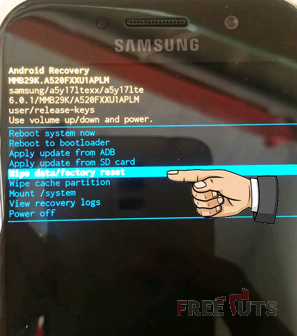 SAMSUNG
Android Recovery
MMB29K.A520FXXU1APLM
samsung/a5y17ltexx/a5y17lte
6.0.1/MMB29K/A520FXXU1APLM
user/release-keys
Use volume up/down and power.
Reboot system now
Reboot to bootloader
Apply update from ADB
Apply update from SD card
Wipe data/factory reset
Wipe cache partition
Mount /system
View recovery logs
Power off
FREETUTS